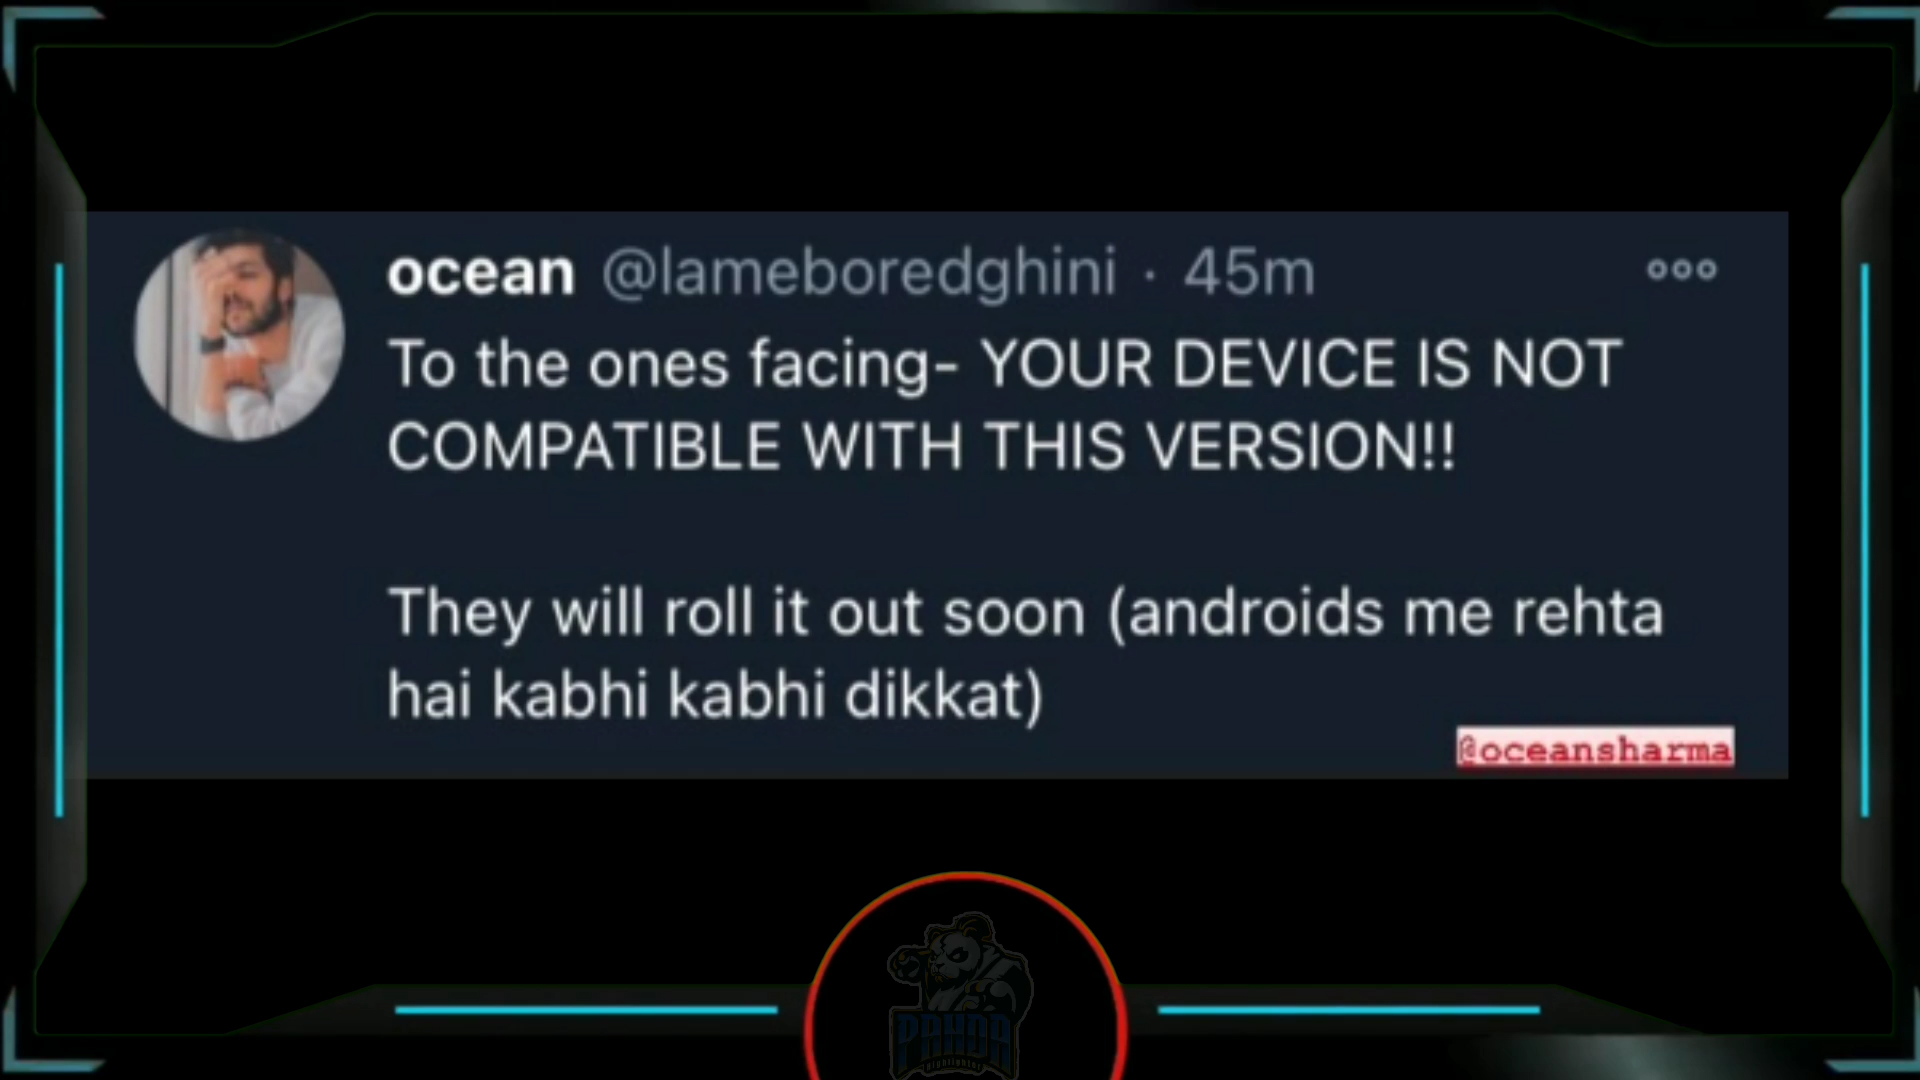 ocean @lameboredghini · 45m
To the ones facing- YOUR DEVICE IS NOT
COMPATIBLE WITH THIS VERSION!!
They will roll it out soon (androids me rehta
hai kabhi kabhi dikkat)
@oceansharma
PANDA